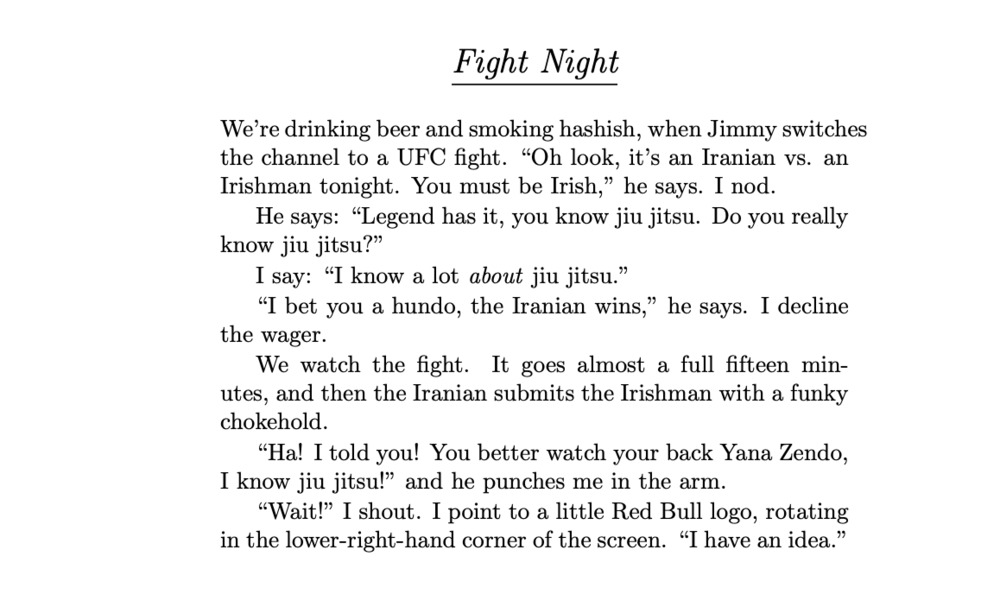 Fight Night
We’re drinking beer and smoking hashish, when Jimmy switches
the channel to a UFC fight. “Oh look, it’s an Iranian vs. an
Irishman tonight. You must be Irish,” he says. I nod.
He says: “Legend has it, you know jiu jitsu. Do you really
know jiu jitsu?”
I say: “I know a lot about jiu jitsu.”
“I bet you a hundo, the Iranian wins,” he says. I decline
the wager.
We watch the fight. It goes almost a full fifteen min-
utes, and then the Iranian submits the Irishman with a funky
chokehold.
“Ha! I told you! You better watch your back Yana Zendo,
I know jiu jitsu!” and he punches me in the arm.
“Wait!” I shout. I point to a little Red Bull logo, rotating
in the lower-right-hand corner of the screen. “I have an idea.”